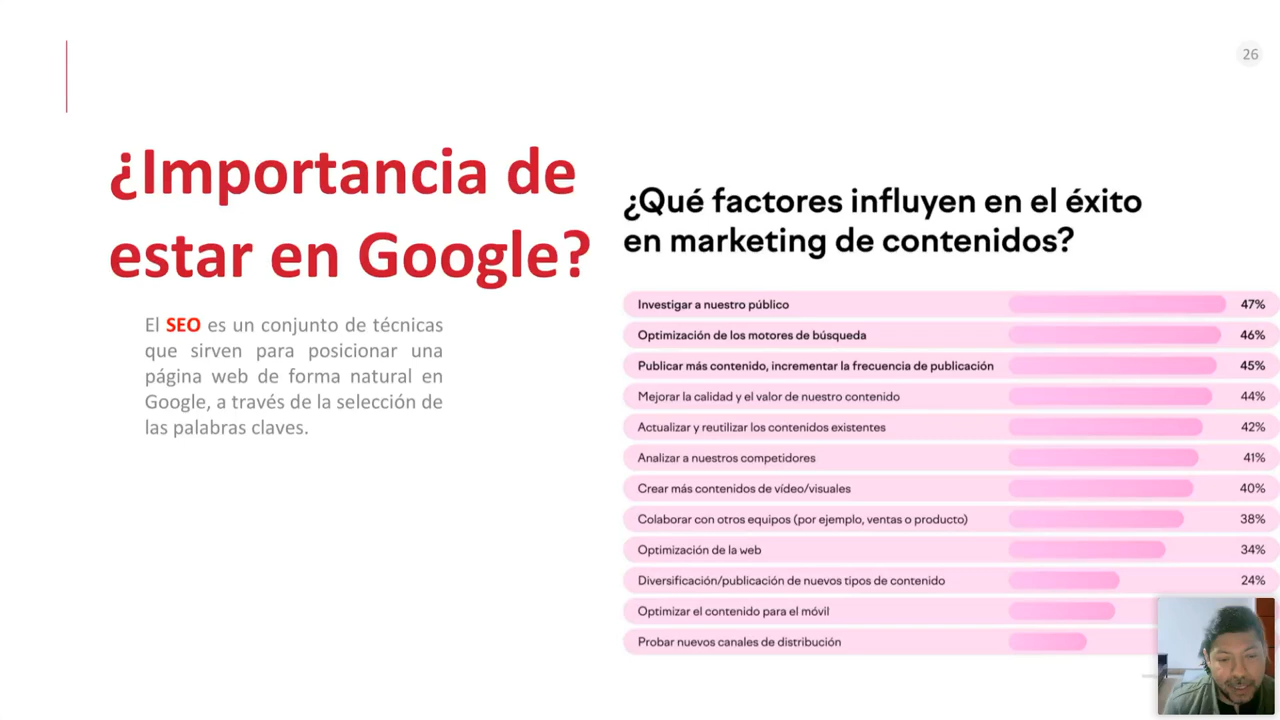 26
¿Importancia de
estar en Google?
El SEO es un conjunto de técnicas
que sirven para posicionar una
página web de forma natural en
Google, a través de la selección de
las palabras claves.
¿Qué factores influyen en el éxito
en marketing de contenidos?
Investigar a nuestro público 47%
Optimización de los motores de búsqueda 46%
Publicar más contenido, incrementar la frecuencia de publicación 45%
Mejorar la calidad y el valor de nuestro contenido 44%
Actualizar y reutilizar los contenidos existentes 42%
Analizar a nuestros competidores 41%
Crear más contenidos de vídeo/visuales 40%
Colaborar con otros equipos (por ejemplo, ventas o producto) 38%
Optimización de la web 34%
Diversificación/publicación de nuevos tipos de contenido 24%
Optimizar el contenido para el móvil
Probar nuevos canales de distribución